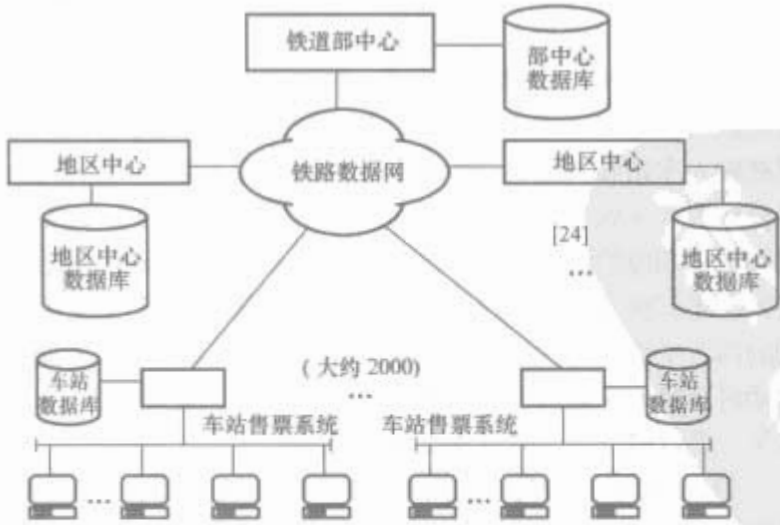 铁道部中心
部中心
数据库
地区中心
铁路数据网
地区中心
地区中心
数据库
[24]
…
地区中心
数据库
车站
数据库
(大约 2000)
…
车站
数据库
车站售票系统
车站售票系统
…
…